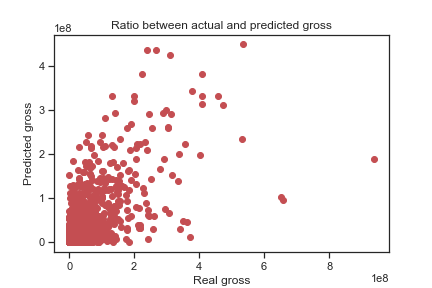 Ratio between actual and predicted gross
1e8
4
3
2
1
0
Predicted gross
0
2
4
6
8
1e8
Real gross